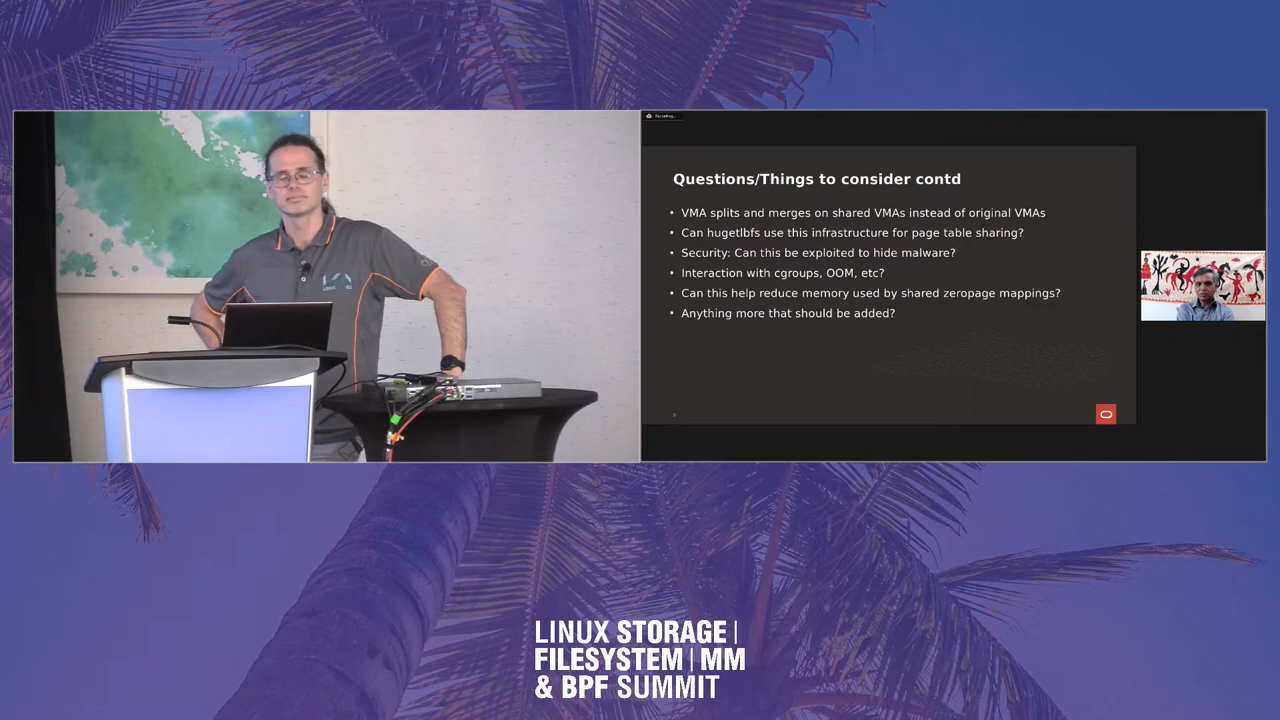 Recording...
Questions/Things to consider contd
• VMA splits and merges on shared VMAs instead of original VMAs
• Can hugetlbfs use this infrastructure for page table sharing?
• Security: Can this be exploited to hide malware?
• Interaction with cgroups, OOM, etc?
• Can this help reduce memory used by shared zeropage mappings?
• Anything more that should be added?
LINUX STORAGE |
FILESYSTEM | MM
& BPF SUMMIT